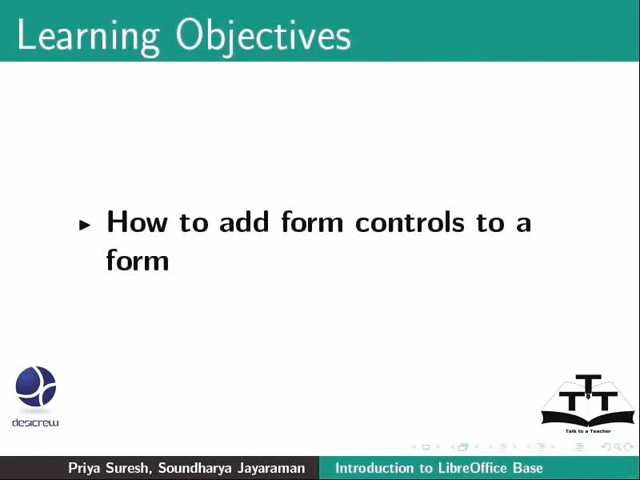 Learning Objectives
How to add form controls to a
form
desicrew
TTT
Talk to a Teacher
Priya Suresh, Soundharya Jayaraman Introduction to LibreOffice Base